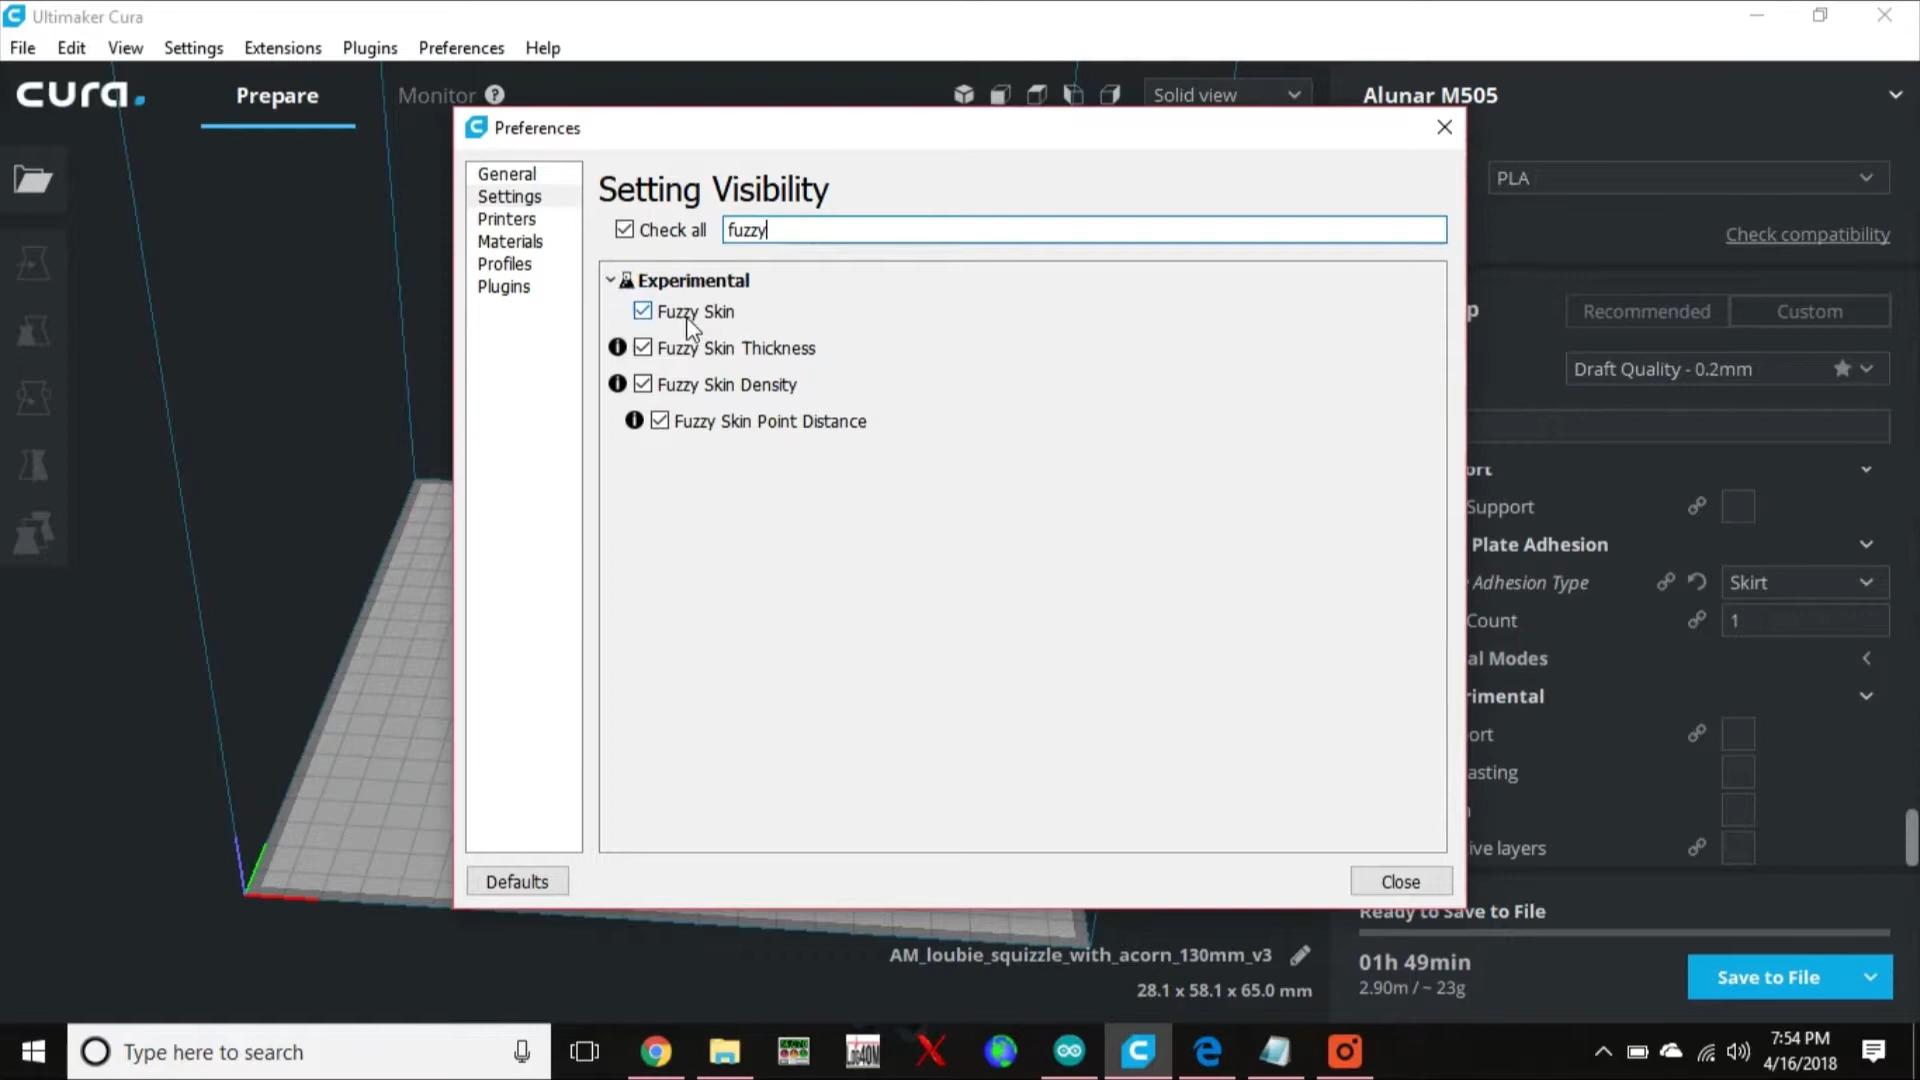 Ultimaker Cura
File Edit View Settings Extensions Plugins Preferences Help
cura.
Prepare
Monitor ?
Solid view
Alunar M505
Preferences
General
Settings
Printers
Materials
Profiles
Plugins
Setting Visibility
Check all
fuzzy
Experimental
Fuzzy Skin
Fuzzy Skin Thickness
Fuzzy Skin Density
Fuzzy Skin Point Distance
Defaults
Close
PLA
Check compatibility
p
Recommended Custom
Draft Quality - 0.2mm
ort
Support
Plate Adhesion
Adhesion Type Skirt
Count 1
al Modes
rimental
ort
asting
ive layers
Ready to Save to File
01h 49min
2.90m / ~ 23g
Save to File
AM_loubie_squizzle_with_acorn_130mm_v3
28.1 x 58.1 x 65.0 mm
Type here to search
7:54 PM
4/16/2018